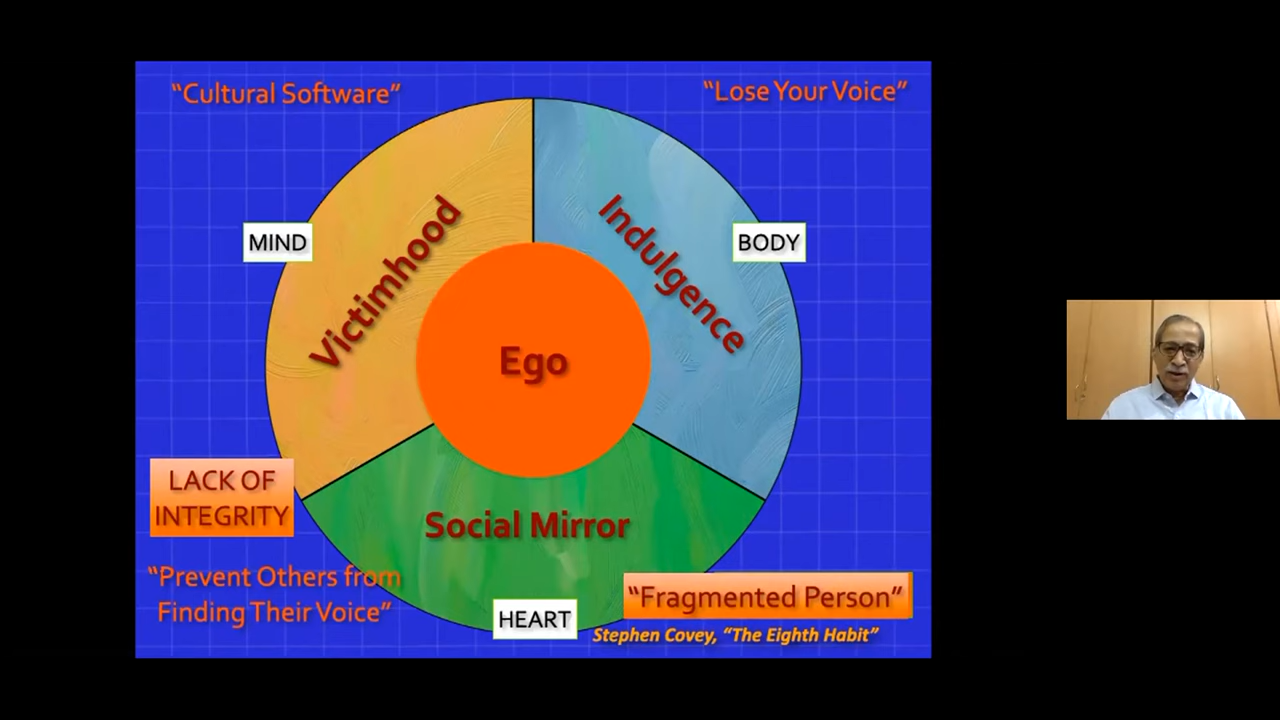 “Cultural Software”
“Lose Your Voice”
MIND
BODY
Victimhood
Indulgence
Ego
LACK OF
INTEGRITY
Social Mirror
“Prevent Others from
Finding Their Voice”
“Fragmented Person”
HEART
Stephen Covey, “The Eighth Habit”